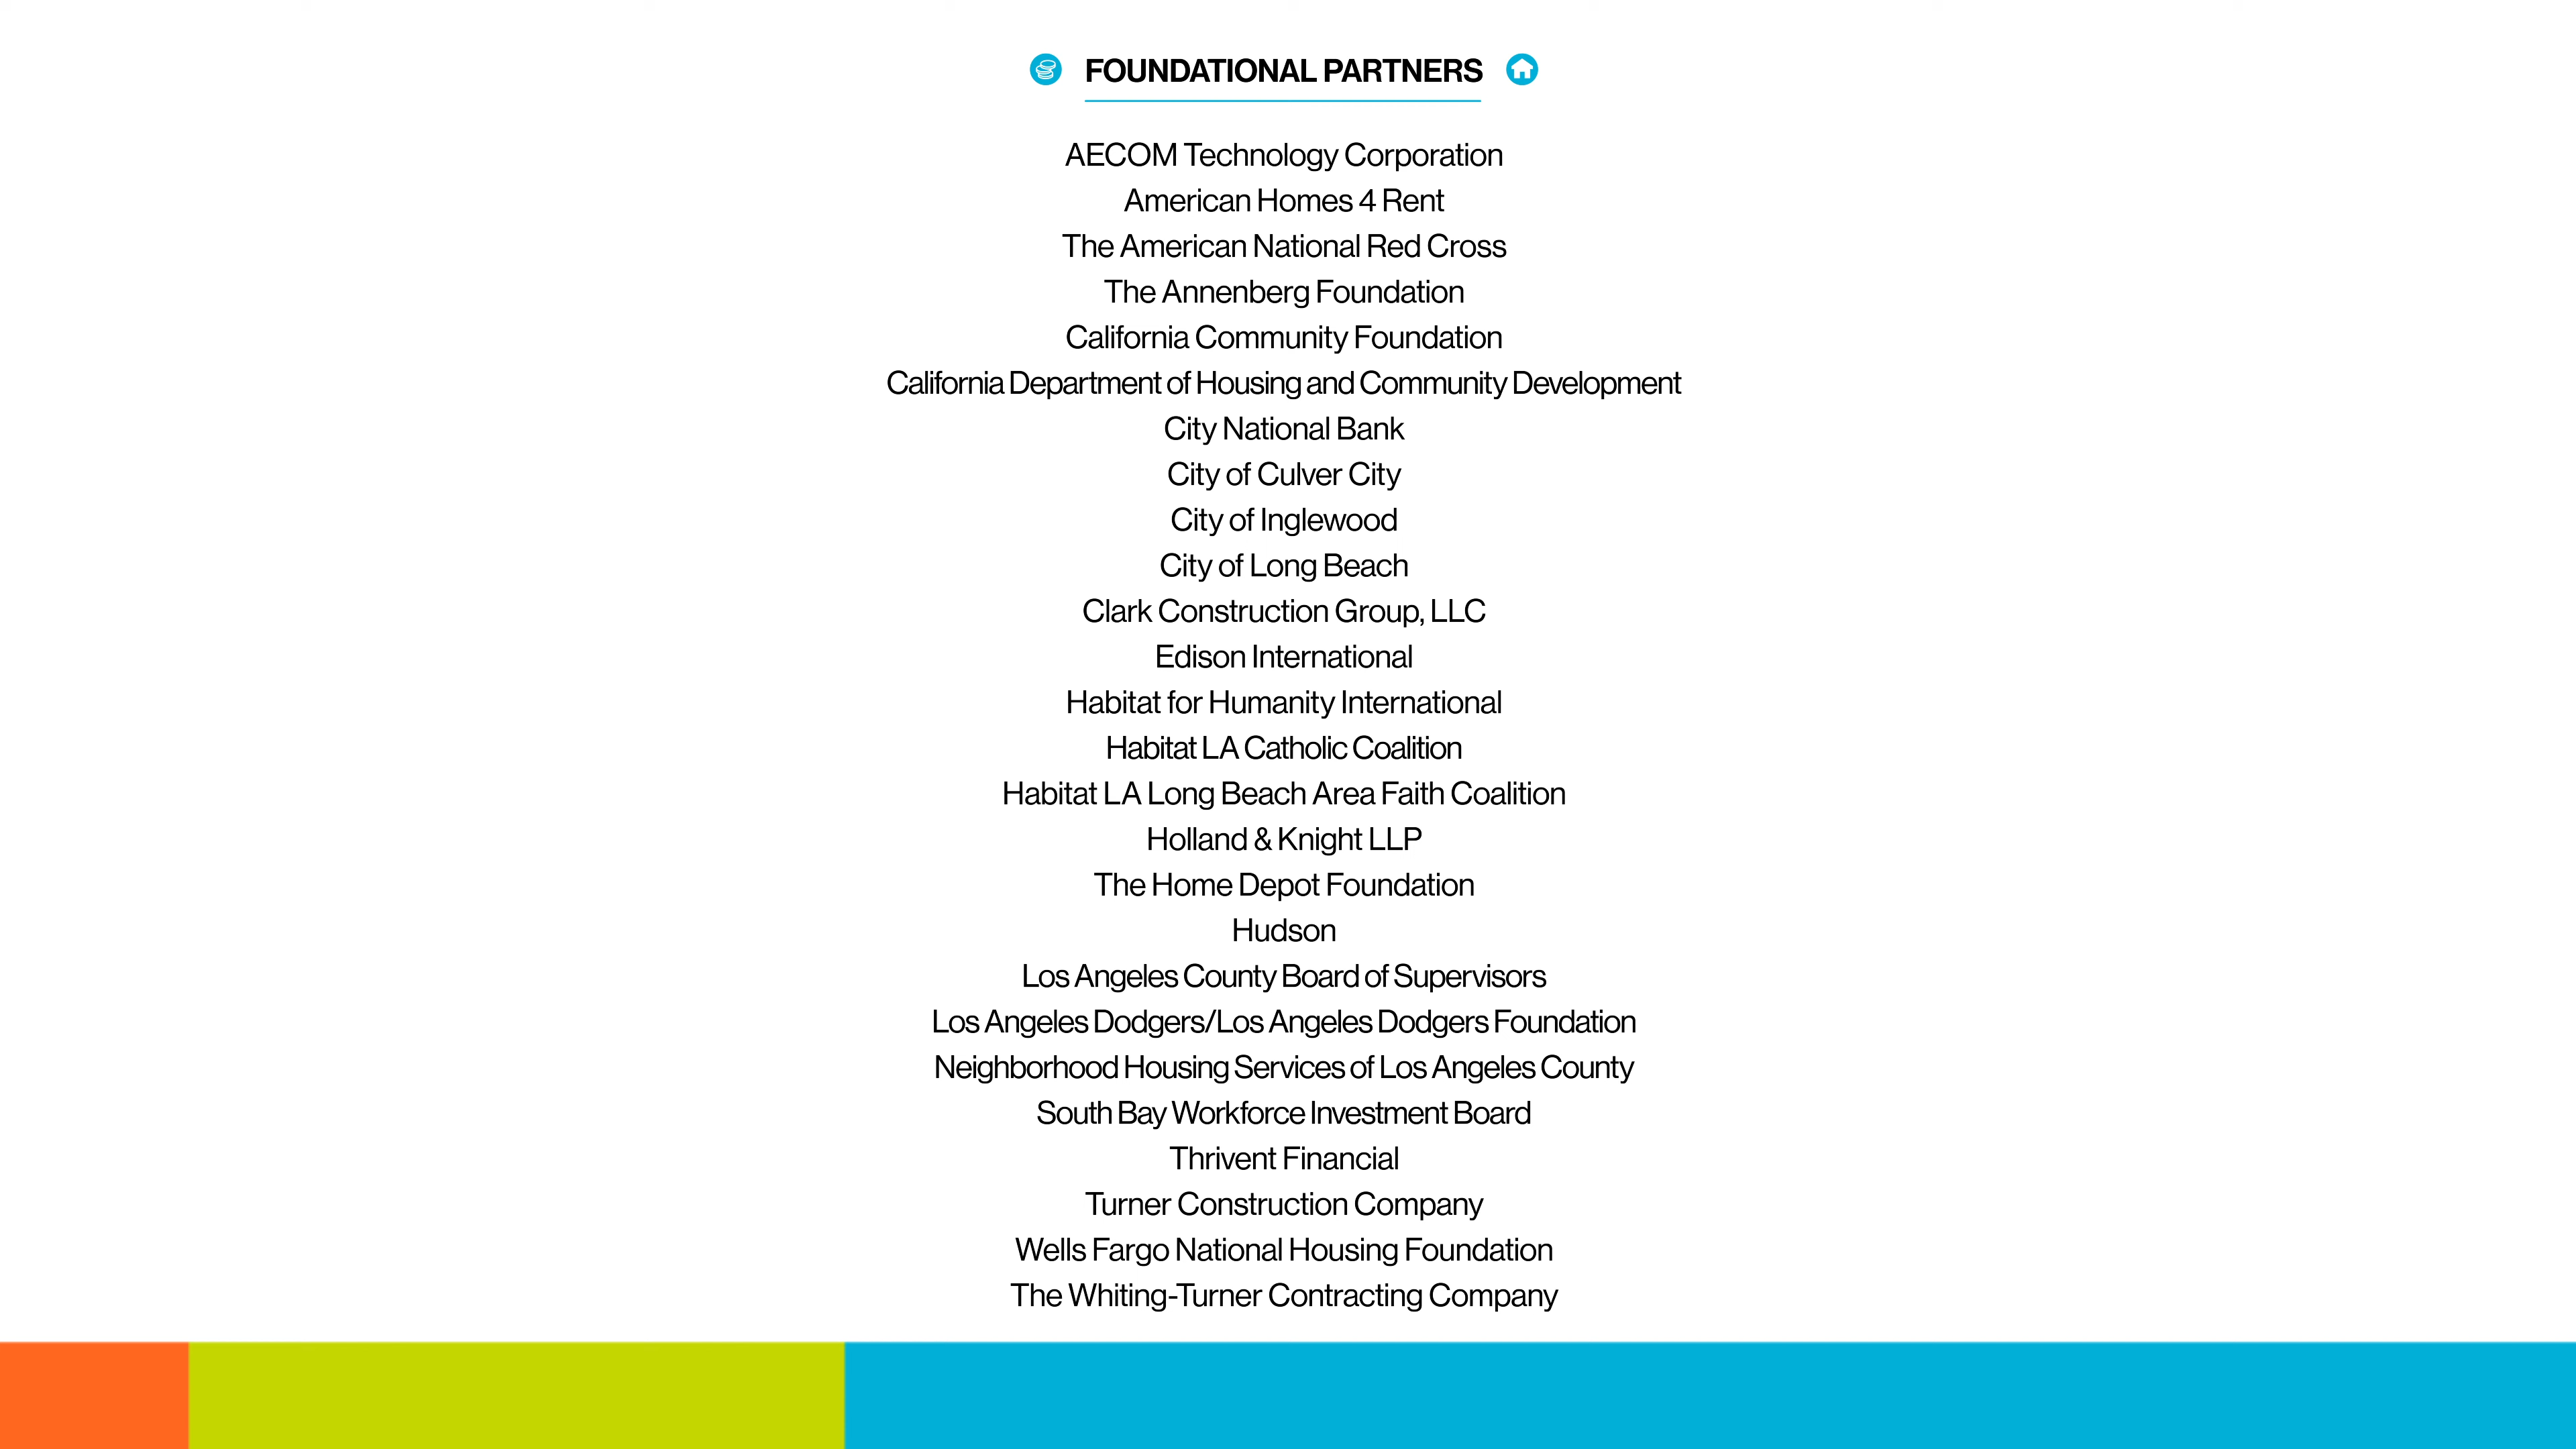 FOUNDATIONAL PARTNERS
AECOM Technology Corporation
American Homes 4 Rent
The American National Red Cross
The Annenberg Foundation
California Community Foundation
California Department of Housing and Community Development
City National Bank
City of Culver City
City of Inglewood
City of Long Beach
Clark Construction Group, LLC
Edison International
Habitat for Humanity International
Habitat LA Catholic Coalition
Habitat LA Long Beach Area Faith Coalition
Holland & Knight LLP
The Home Depot Foundation
Hudson
Los Angeles County Board of Supervisors
Los Angeles Dodgers/Los Angeles Dodgers Foundation
Neighborhood Housing Services of Los Angeles County
South Bay Workforce Investment Board
Thrivent Financial
Turner Construction Company
Wells Fargo National Housing Foundation
The Whiting-Turner Contracting Company